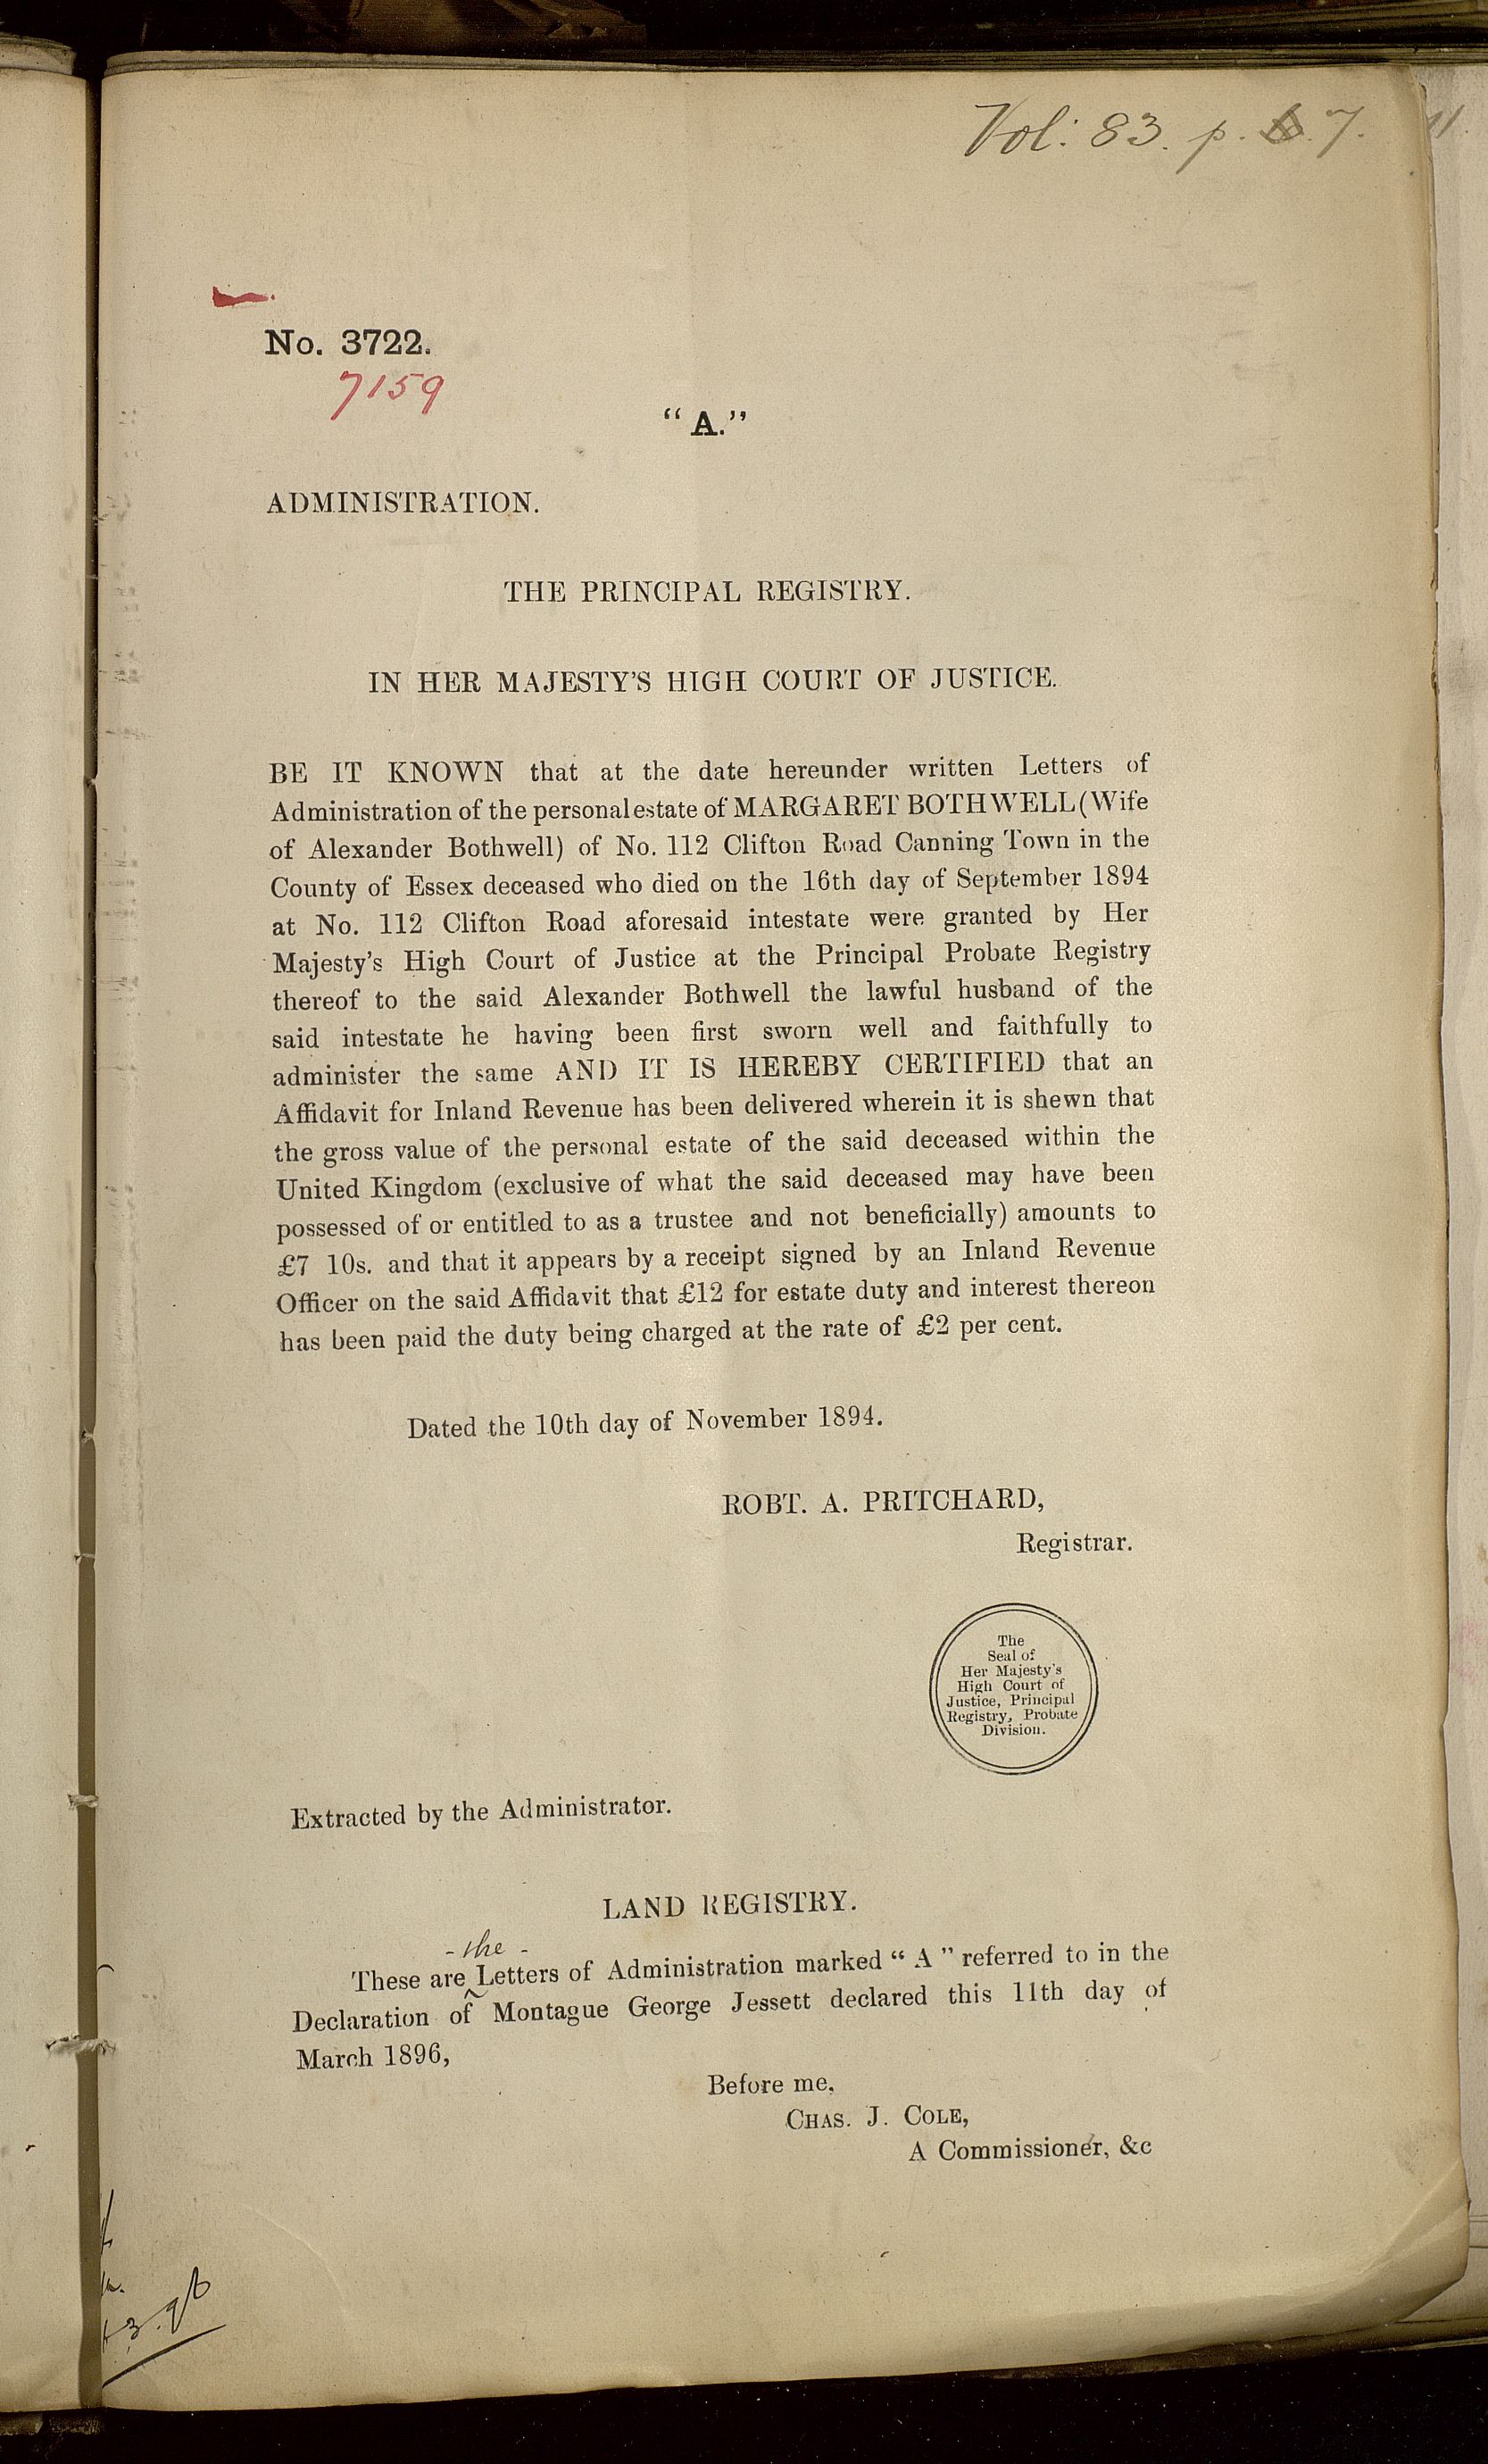 Vol: 83. p. 7.
No. 3722.
7159
“A.”
ADMINISTRATION.
THE PRINCIPAL REGISTRY.
IN HER MAJESTY’S HIGH COURT OF JUSTICE.
BE IT KNOWN that at the date hereunder written Letters of
Administration of the personal estate of MARGARET BOTHWELL (Wife
of Alexander Bothwell) of No. 112 Clifton Road Canning Town in the
County of Essex deceased who died on the 16th day of September 1894
at No. 112 Clifton Road aforesaid intestate were granted by Her
Majesty’s High Court of Justice at the Principal Probate Registry
thereof to the said Alexander Bothwell the lawful husband of the
said intestate he having been first sworn well and faithfully to
administer the same AND IT IS HEREBY CERTIFIED that an
Affidavit for Inland Revenue has been delivered wherein it is shewn that
the gross value of the personal estate of the said deceased within the
United Kingdom (exclusive of what the said deceased may have been
possessed of or entitled to as a trustee and not beneficially) amounts to
£7 10s. and that it appears by a receipt signed by an Inland Revenue
Officer on the said Affidavit that £12 for estate duty and interest thereon
has been paid the duty being charged at the rate of £2 per cent.
Dated the 10th day of November 1894.
ROBT. A. PRITCHARD,
Registrar.
The
Seal of
Her Majesty’s
High Court of
Justice, Principal
Registry, Probate
Division.
Extracted by the Administrator.
LAND REGISTRY.
- the -
These are Letters of Administration marked “ A ” referred to in the
Declaration of Montague George Jessett declared this 11th day of
March 1896,
Before me,
CHAS. J. COLE,
A Commissioner, &c
3.96